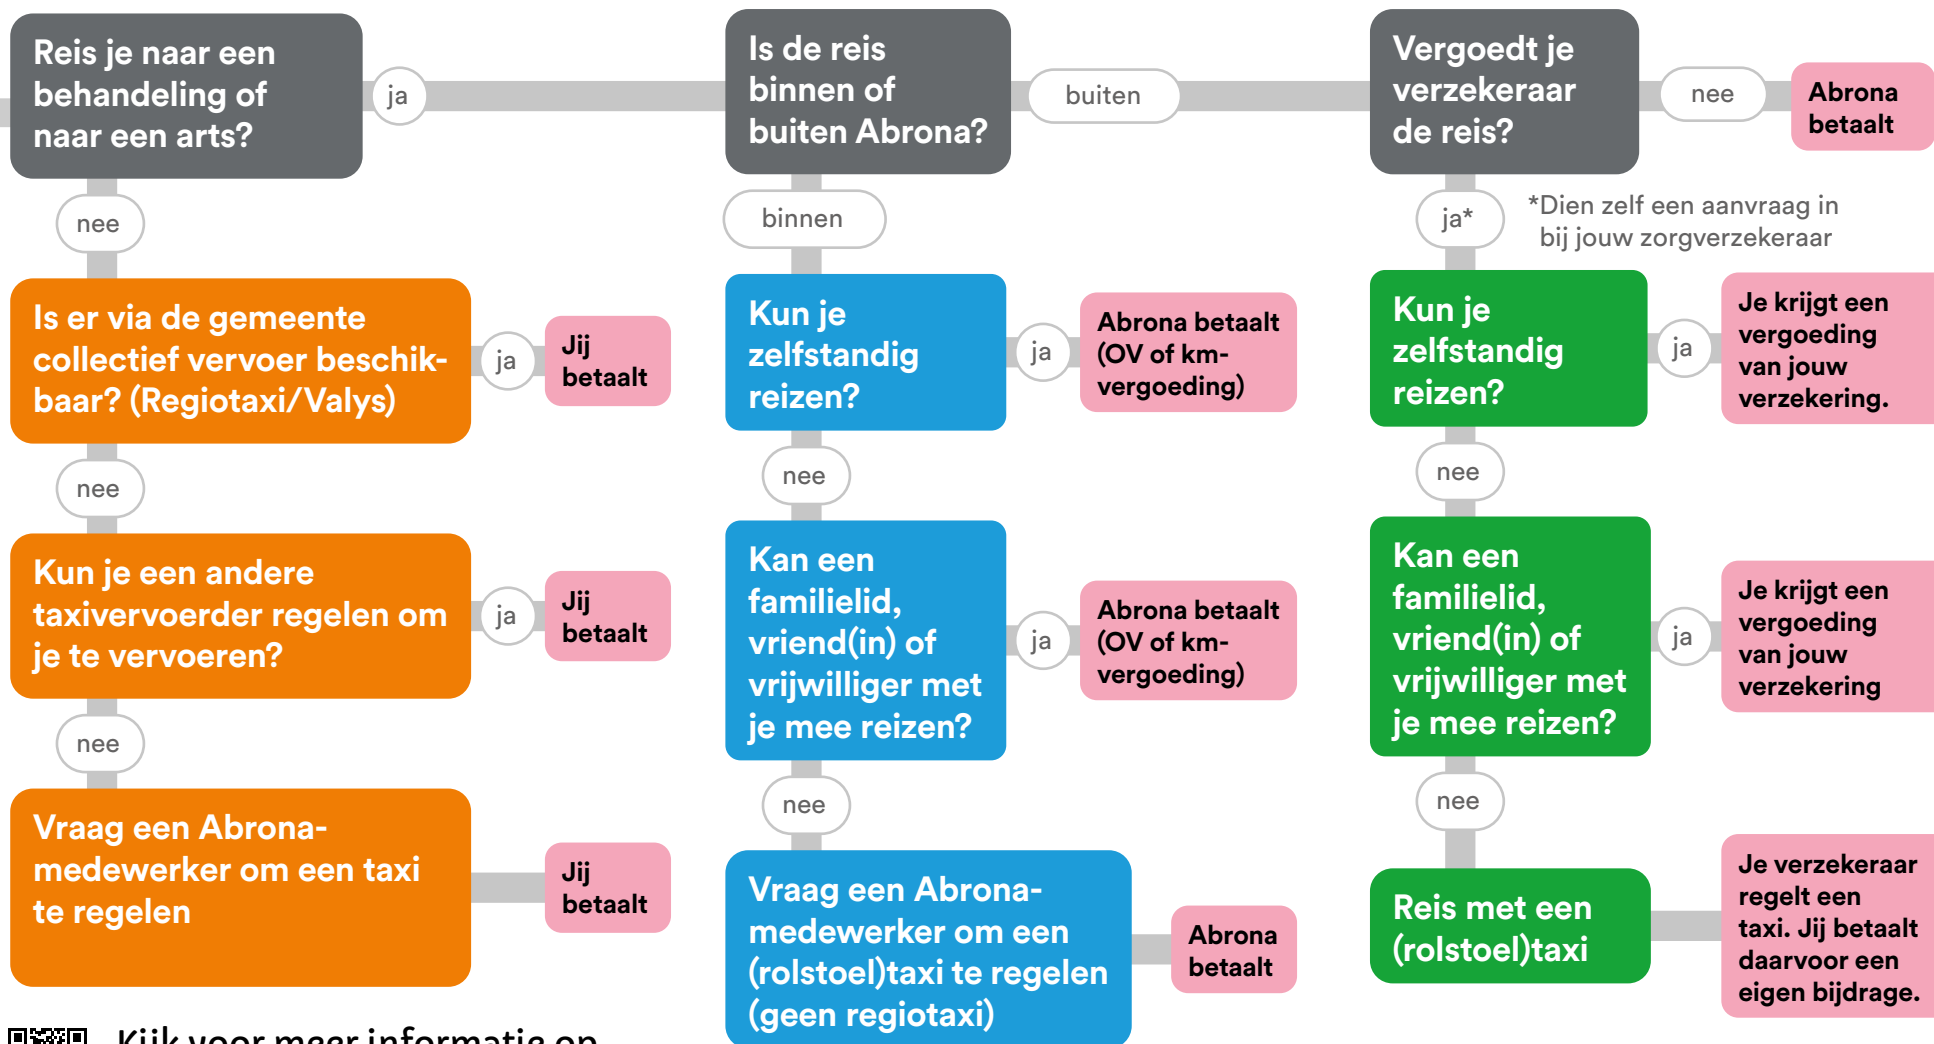 Reis je naar een
behandeling of
naar een arts?
ja
Is de reis
binnen of
buiten Abrona?
buiten
Vergoedt je
verzekeraar
de reis?
nee
Abrona
betaalt
nee
binnen
ja*
*Dien zelf een aanvraag in
bij jouw zorgverzekeraar
Is er via de gemeente
collectief vervoer beschik-
baar? (Regiotaxi/Valys)
ja
Jij
betaalt
Kun je
zelfstandig
reizen?
ja
Abrona betaalt
(OV of km-
vergoeding)
Kun je
zelfstandig
reizen?
ja
Je krijgt een
vergoeding
van jouw
verzekering.
nee
nee
nee
Kun je een andere
taxivervoerder regelen om
je te vervoeren?
ja
Jij
betaalt
Kan een
familielid,
vriend(in) of
vrijwilliger met
je mee reizen?
ja
Abrona betaalt
(OV of km-
vergoeding)
Kan een
familielid,
vriend(in) of
vrijwilliger met
je mee reizen?
ja
Je krijgt een
vergoeding
van jouw
verzekering
nee
nee
nee
Vraag een Abrona-
medewerker om een taxi
te regelen
Jij
betaalt
Vraag een Abrona-
medewerker om een
(rolstoel)taxi te regelen
(geen regiotaxi)
Abrona
betaalt
Reis met een
(rolstoel)taxi
Je verzekeraar
regelt een
taxi. Jij betaalt
daarvoor een
eigen bijdrage.
Kijk voor meer informatie op